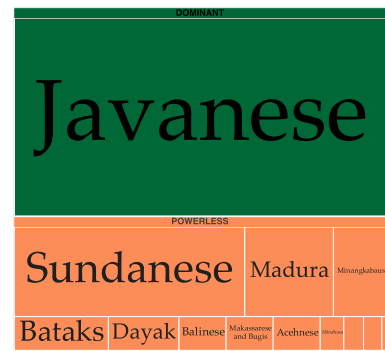 DOMINANT
Javanese
POWERLESS
Sundanese
Madura
Minangkabaus
Bataks
Dayak
Balinese
Makassarese
and Bugis
Acehnese